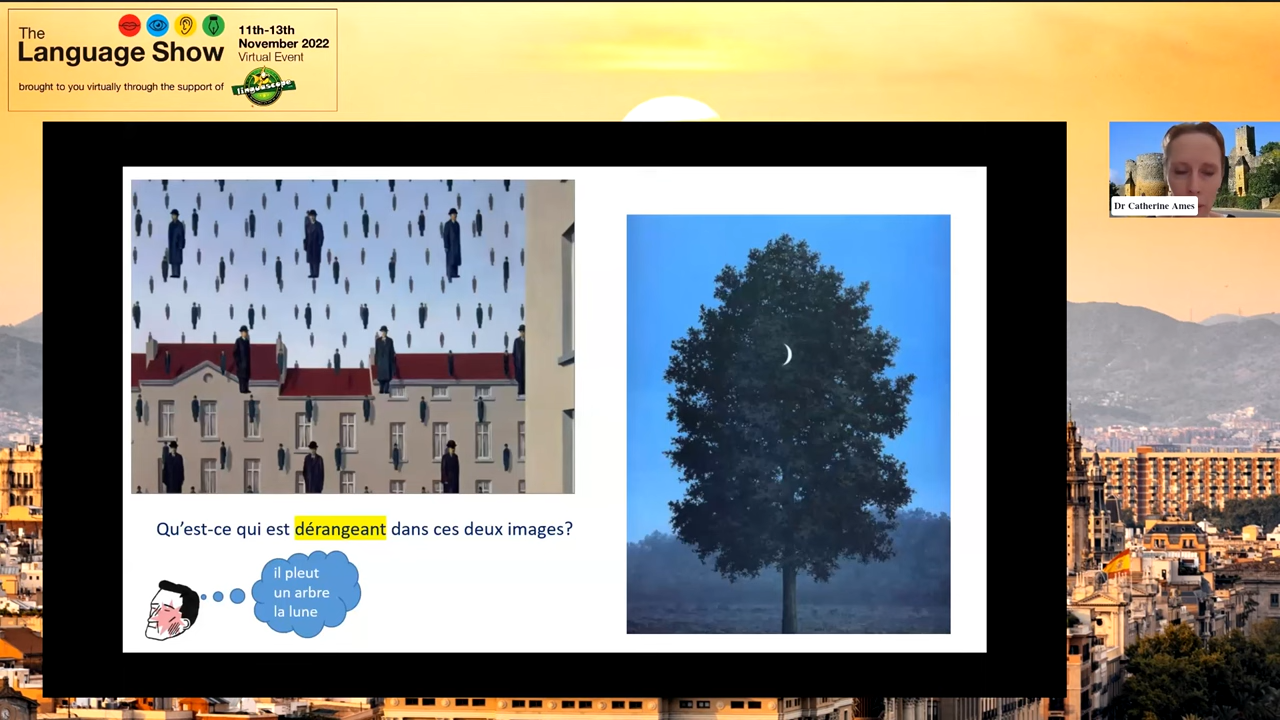 The
Language Show
brought to you virtually through the support of
11th-13th
November 2022
Virtual Event
linguascope
Dr Catherine Ames
Qu'est-ce qui est dérangeant dans ces deux images?
il pleut
un arbre
la lune